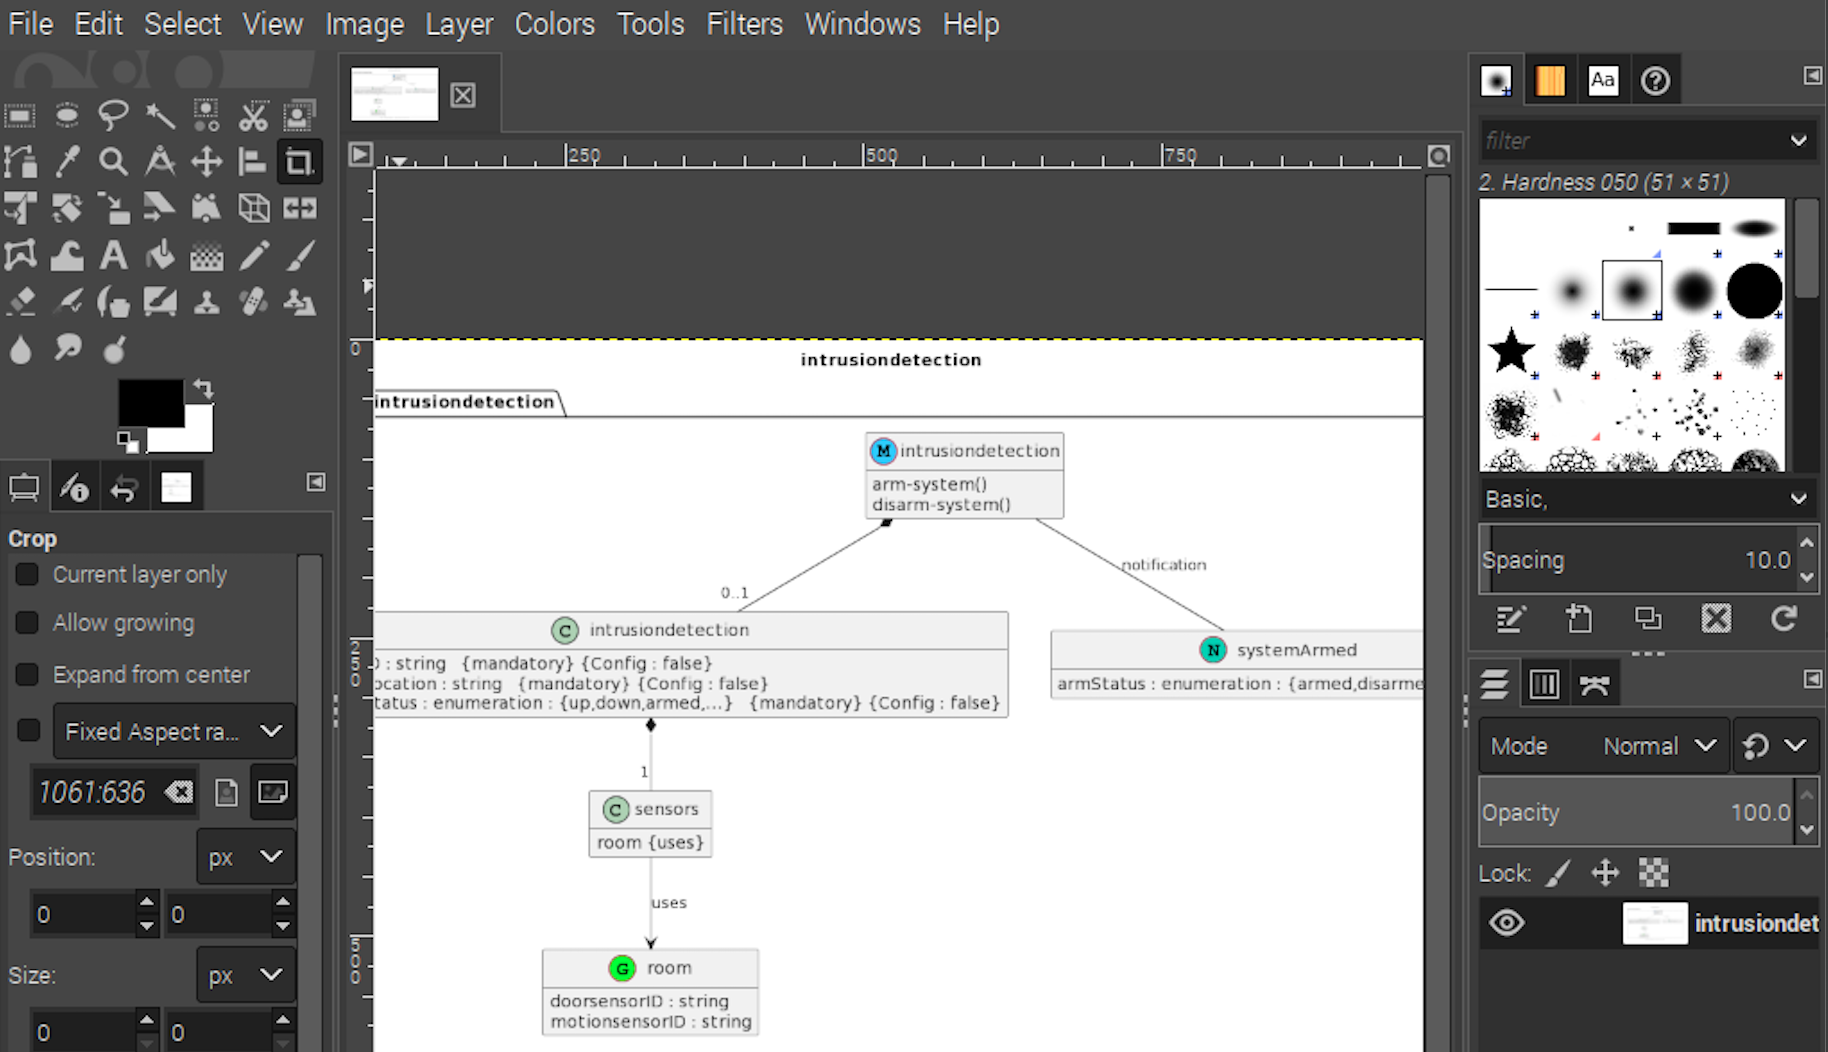 File Edit Select View Image Layer Colors Tools Filters Windows Help
Aa
filter
2. Hardness 050 (51 × 51)
250 500 750
0
250
500
intrusiondetection
intrusiondetection
M intrusiondetection
arm-system()
disarm-system()
notification
0..1
C intrusiondetection
: string {mandatory} {Config : false}
ocation : string {mandatory} {Config : false}
tatus : enumeration : {up,down,armed,...} {mandatory} {Config : false}
N systemArmed
armStatus : enumeration : {armed,disarme
1
C sensors
room {uses}
uses
G room
doorsensorID : string
motionsensorID : string
Crop
Current layer only
Allow growing
Expand from center
Fixed Aspect ra...
1061:636
Position: px
0 0
Size: px
0 0
Basic,
Spacing 10.0
Mode Normal
Opacity 100.0
Lock:
intrusiondet